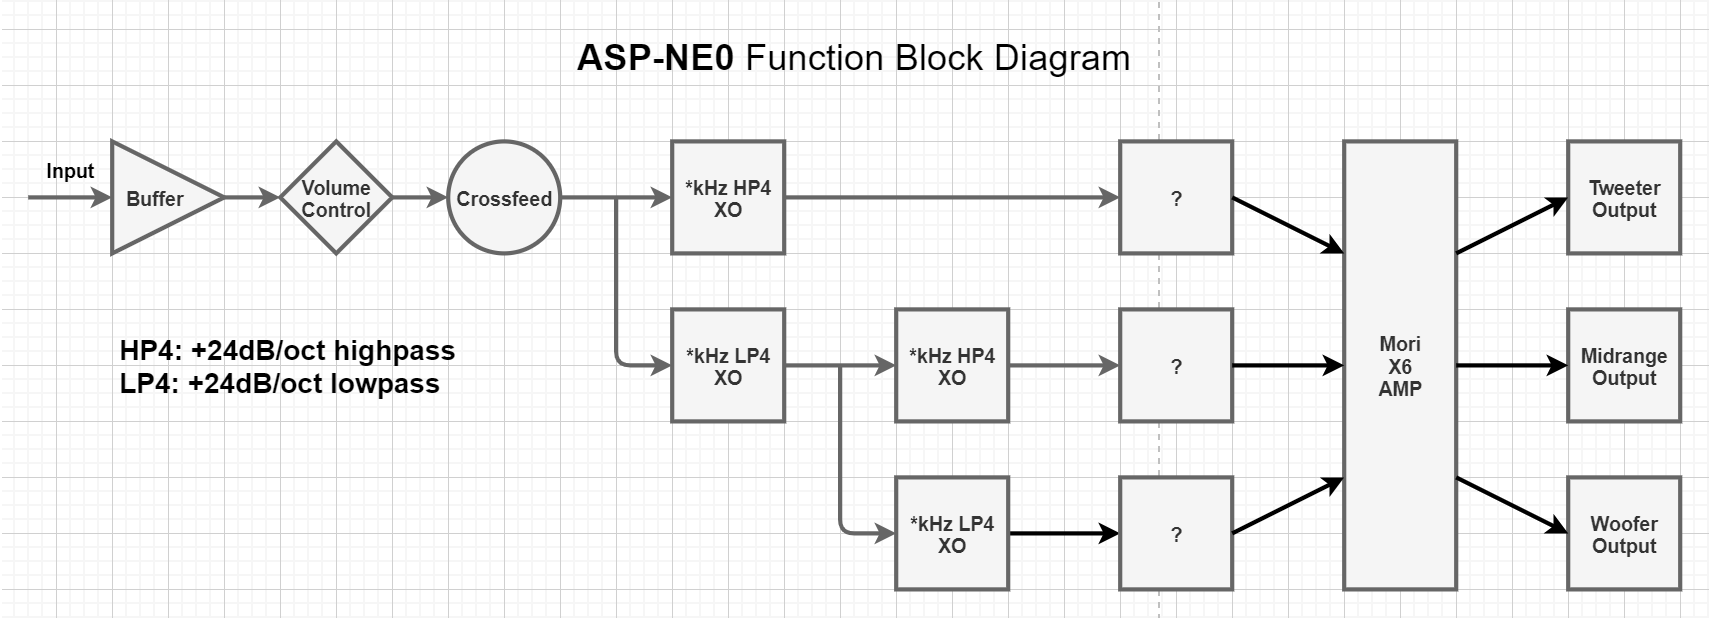 ASP-NE0 Function Block Diagram
Input
Buffer
Volume
Control
Crossfeed
*kHz HP4
XO
?
Tweeter
Output
HP4: +24dB/oct highpass
LP4: +24dB/oct lowpass
*kHz LP4
XO
*kHz HP4
XO
?
Mori
X6
AMP
Midrange
Output
*kHz LP4
XO
?
Woofer
Output